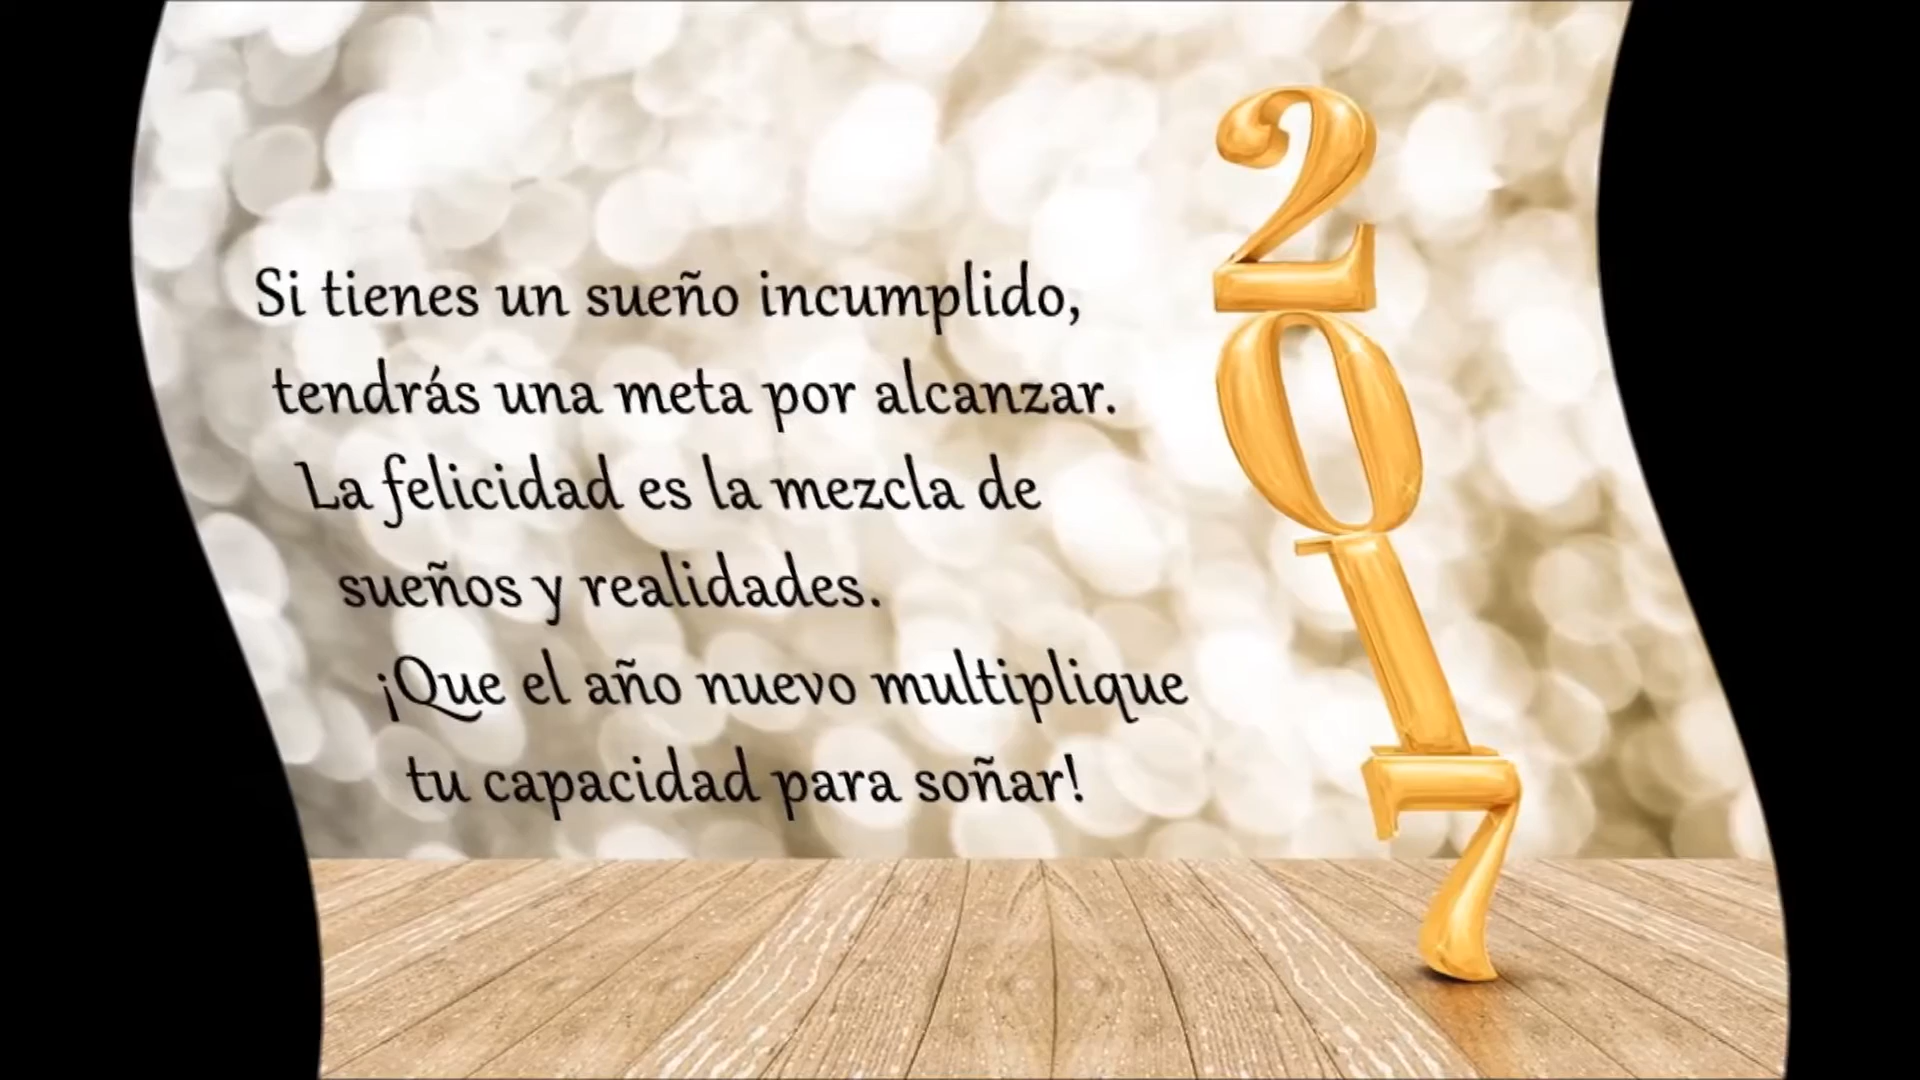 Si tienes un sueño incumplido,
tendrás una meta por alcanzar.
La felicidad es la mezcla de
sueños y realidades.
¡Que el año nuevo multiplique
tu capacidad para soñar!
2017